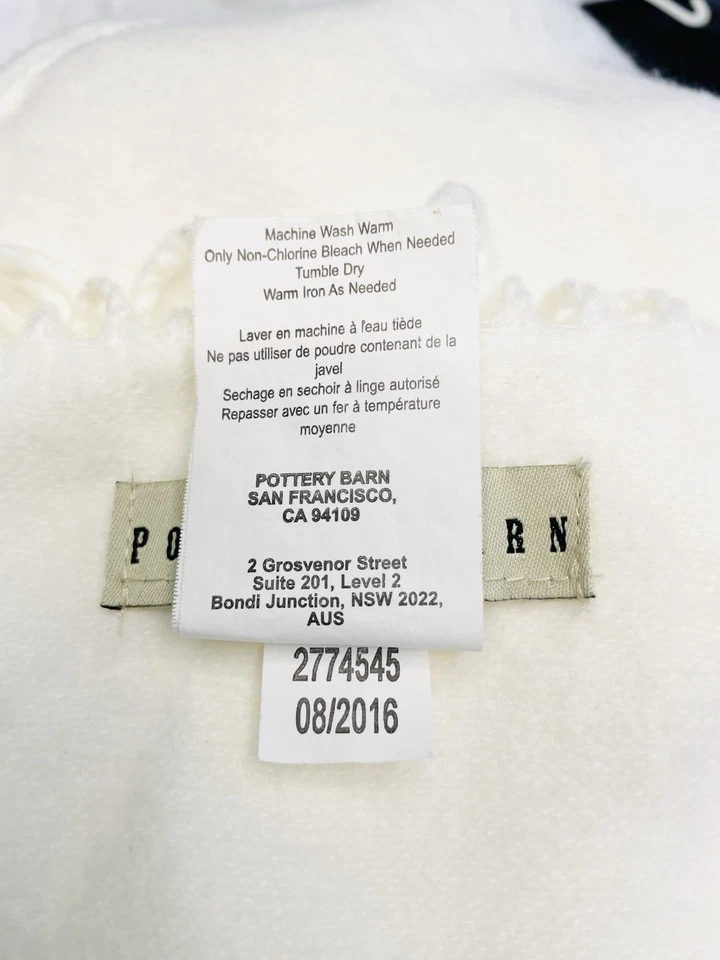 Machine Wash Warm
Only Non-Chlorine Bleach When Needed
Tumble Dry
Warm Iron As Needed
Laver en machine à l'eau tiède
Ne pas utiliser de poudre contenant de la
javel
Sechage en sechoir à linge autorisé
Repasser avec un fer à température
moyenne
POTTERY BARN
SAN FRANCISCO,
CA 94109
PO RN
2 Grosvenor Street
Suite 201, Level 2
Bondi Junction, NSW 2022,
AUS
2774545
08/2016